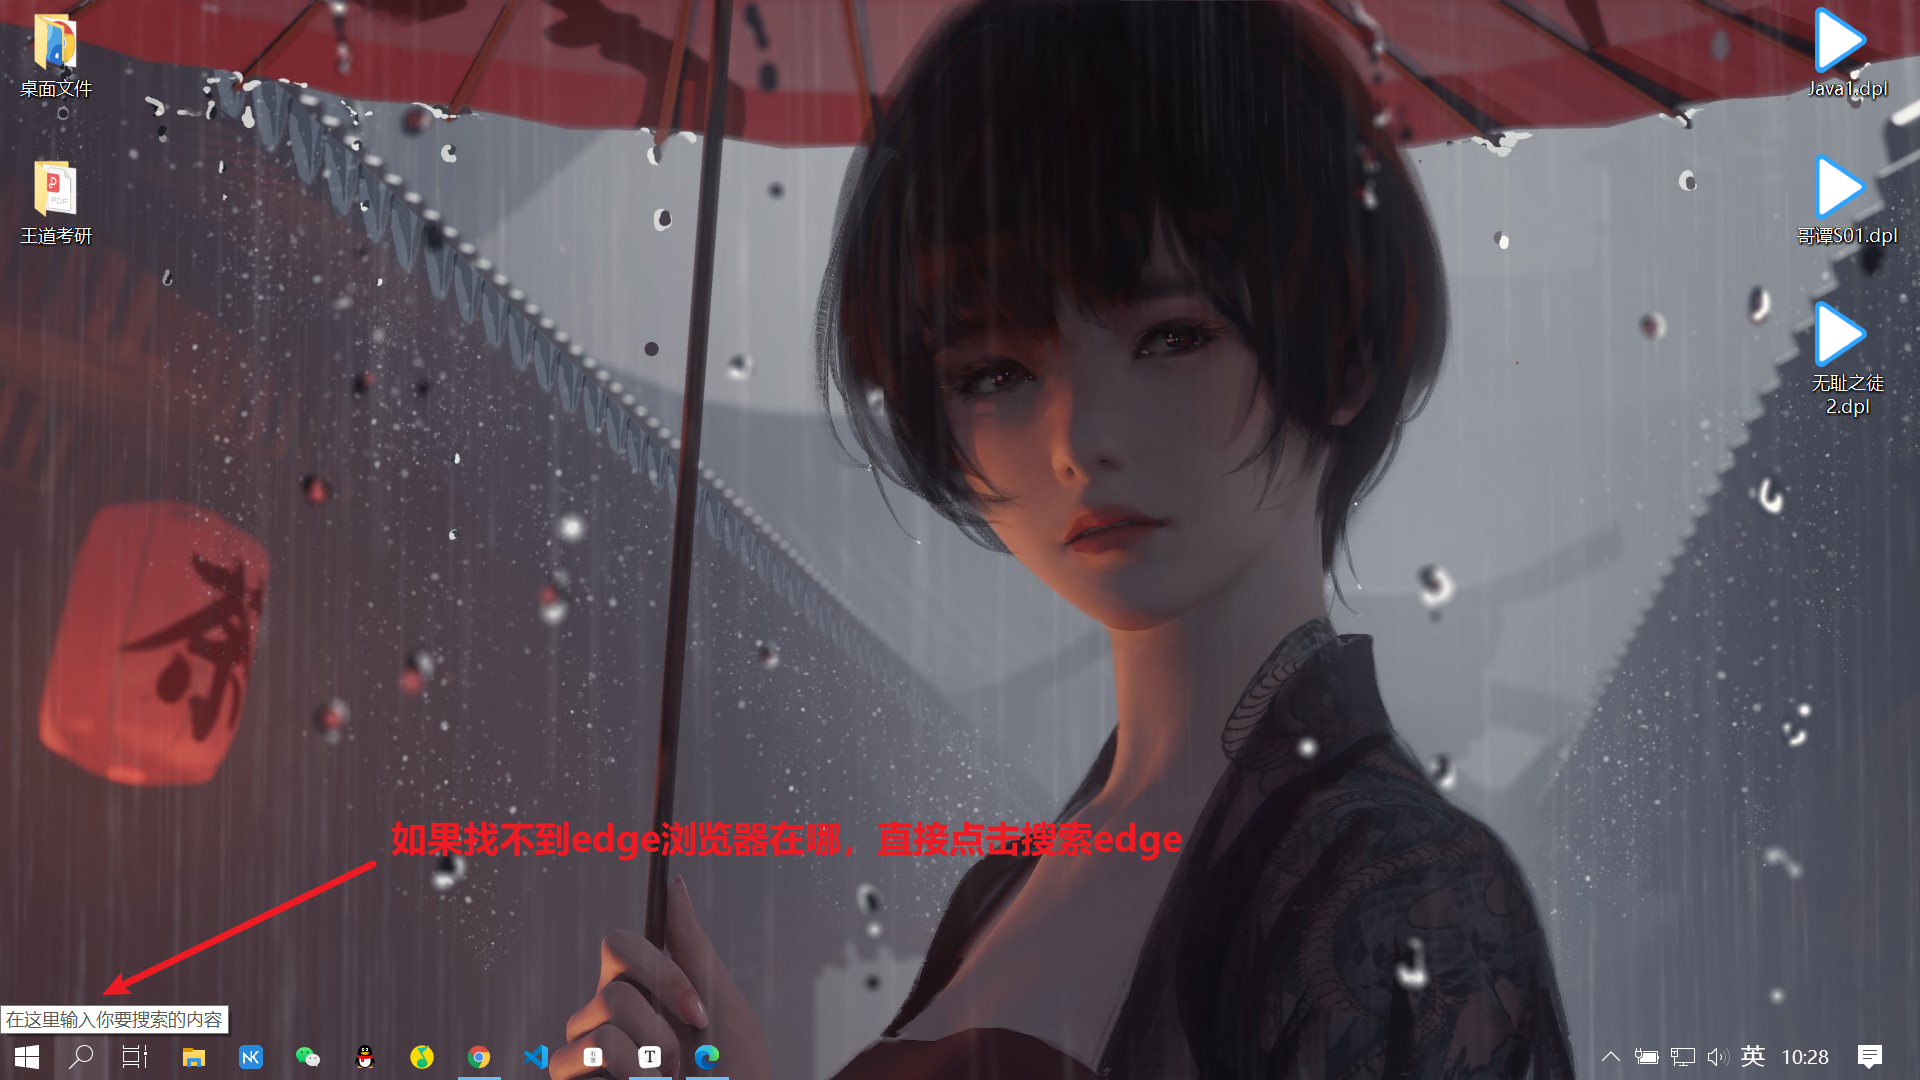 桌面文件
PDF
王道考研
Java1.dpl
哥谭S01.dpl
无耻之徒
2.dpl
如果找不到edge浏览器在哪，直接点击搜索edge
在这里输入你要搜索的内容
NK
T
英
10:28